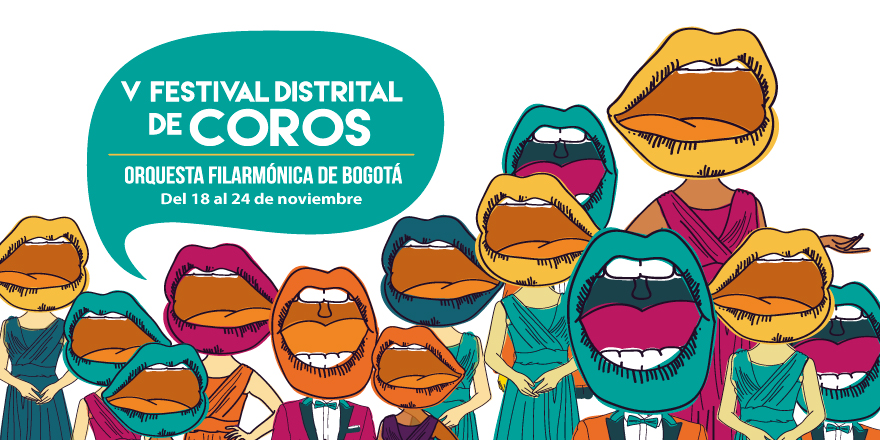 V FESTIVAL DISTRITAL
DE COROS
ORQUESTA FILARMÓNICA DE BOGOTÁ
Del 18 al 24 de noviembre